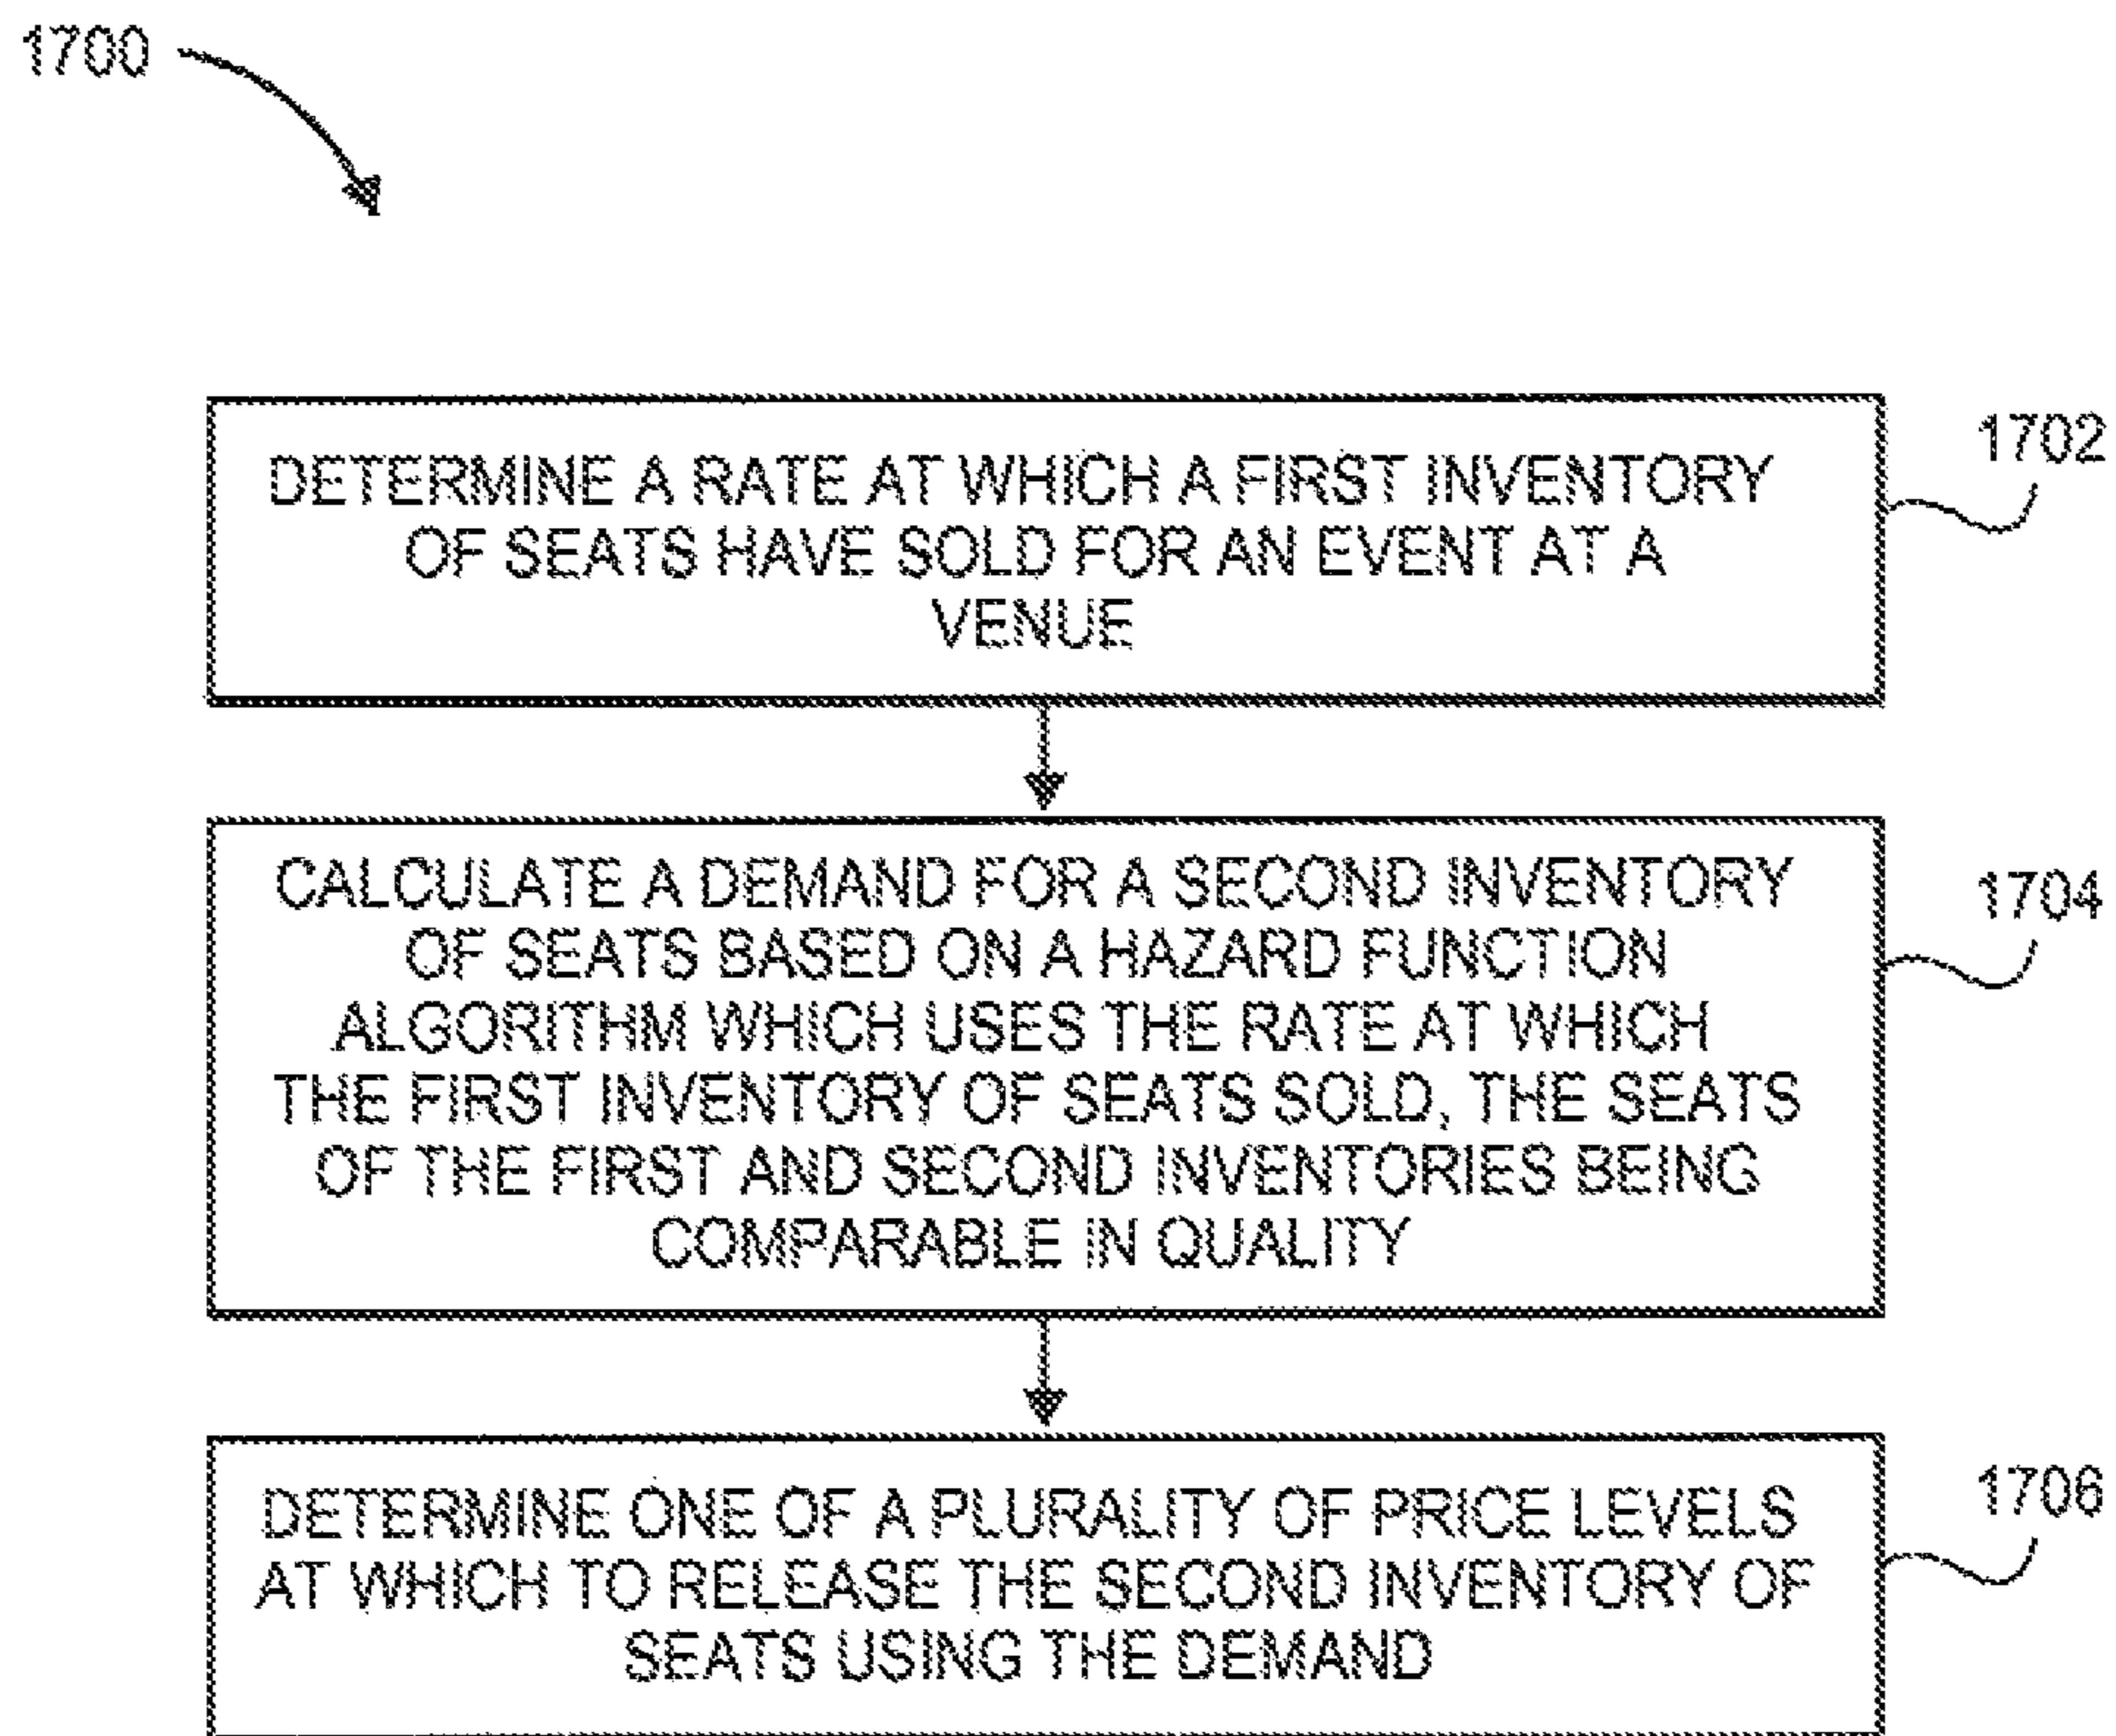 1700
DETERMINE A RATE AT WHICH A FIRST INVENTORY
OF SEATS HAVE SOLD FOR AN EVENT AT A
VENUE
1702
CALCULATE A DEMAND FOR A SECOND INVENTORY
OF SEATS BASED ON A HAZARD FUNCTION
ALGORITHM WHICH USES THE RATE AT WHICH
THE FIRST INVENTORY OF SEATS SOLD, THE SEATS
OF THE FIRST AND SECOND INVENTORIES BEING
COMPARABLE IN QUALITY
1704
DETERMINE ONE OF A PLURALITY OF PRICE LEVELS
AT WHICH TO RELEASE THE SECOND INVENTORY OF
SEATS USING THE DEMAND
1706